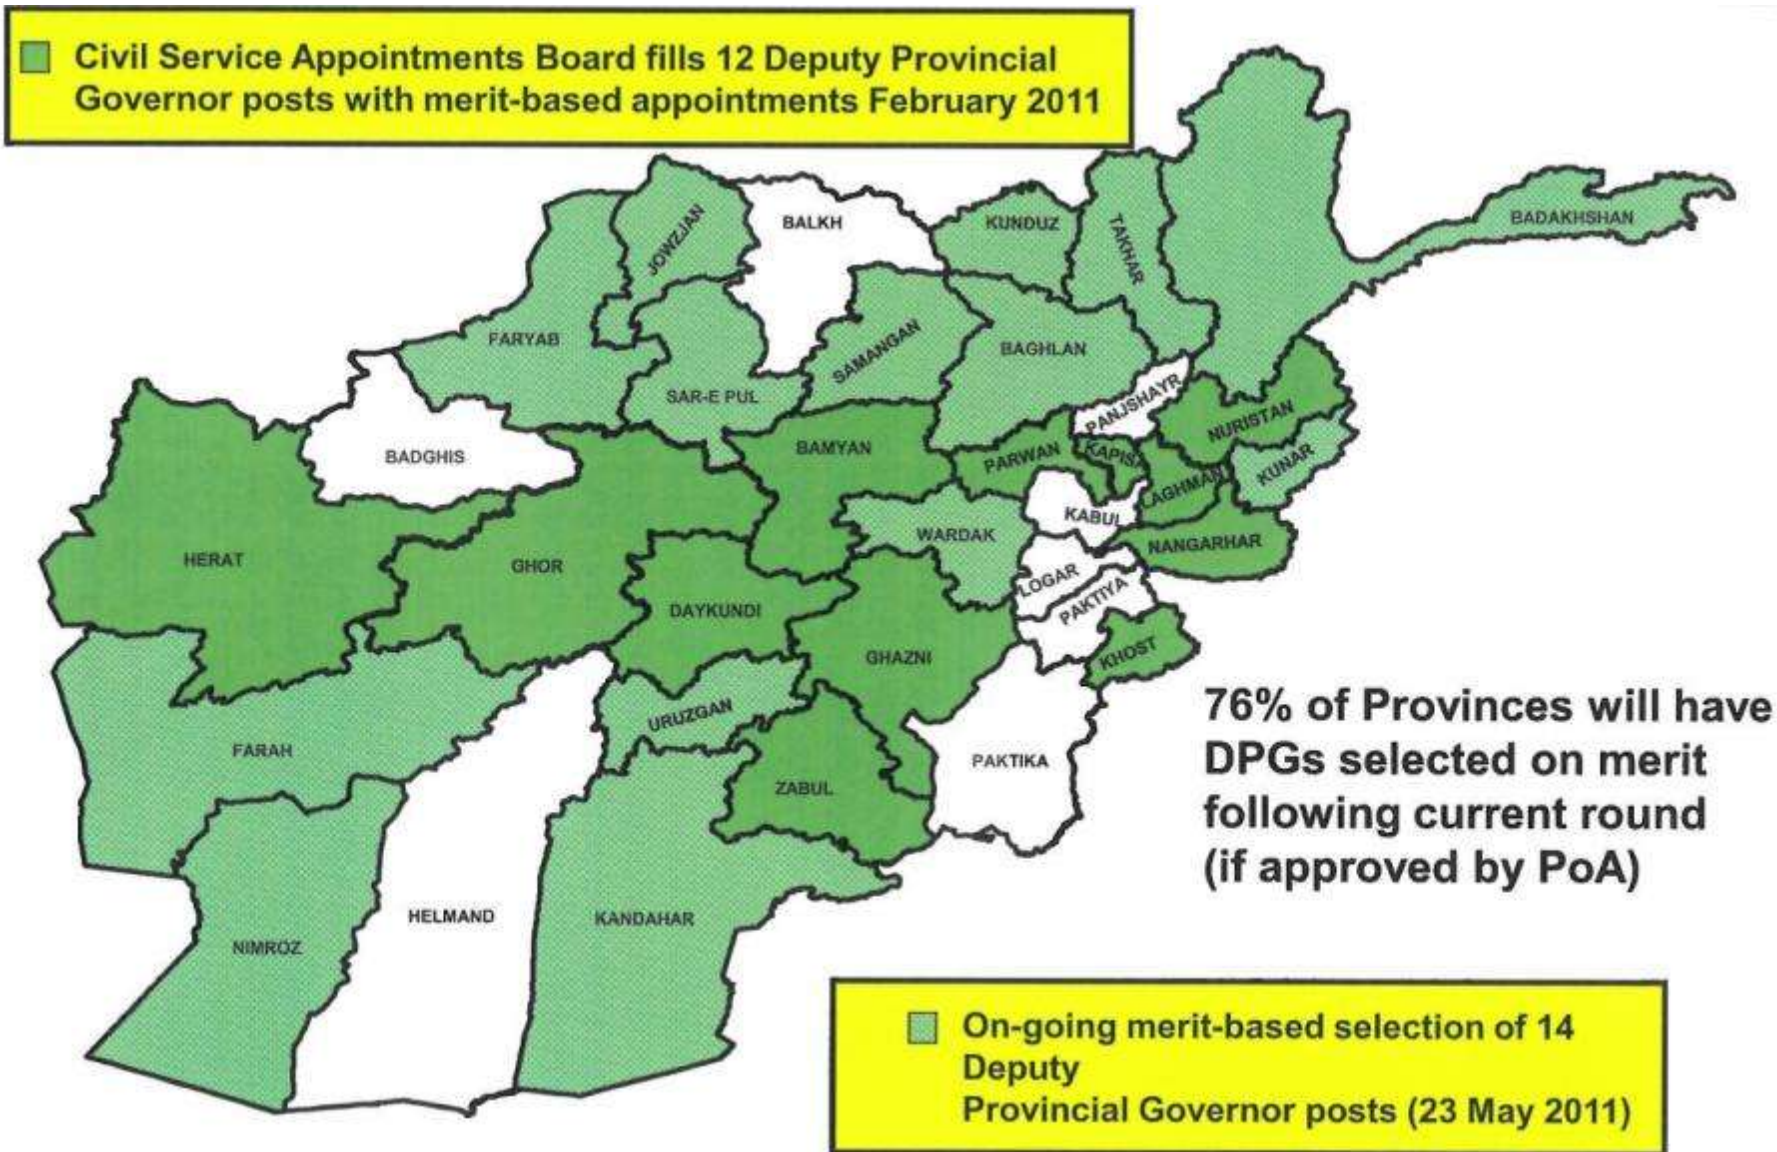 Civil Service Appointments Board fills 12 Deputy Provincial
Governor posts with merit-based appointments February 2011
BALKH
KUNDUZ
TAKHAR
BADAKHSHAN
JOWZJAN
FARYAB
SAR-E PUL
SAMANGAN
BAGHLAN
PANJSHAYR
NURISTAN
BADGHIS
BAMYAN
PARWAN
KAPIS
KUNAR
AGHMAN
HERAT
GHOR
WARDAK
KABUL
NANGARHAR
DAYKUNDI
LOGAR
PAKTIYA
GHAZNI
KHOST
URUZGAN
FARAH
ZABUL
PAKTIKA
HELMAND
KANDAHAR
NIMROZ
76% of Provinces will have
DPGs selected on merit
following current round
(if approved by PoA)
On-going merit-based selection of 14
Deputy
Provincial Governor posts (23 May 2011)